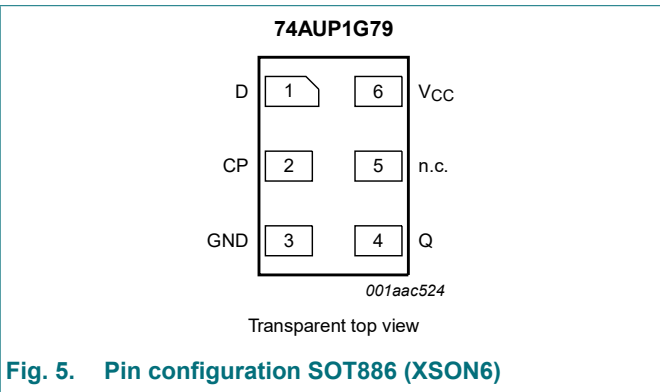 74AUP1G79
D 1 6 VCC
CP 2 5 n.c.
GND 3 4 Q
001aac524
Transparent top view
Fig. 5. Pin configuration SOT886 (XSON6)